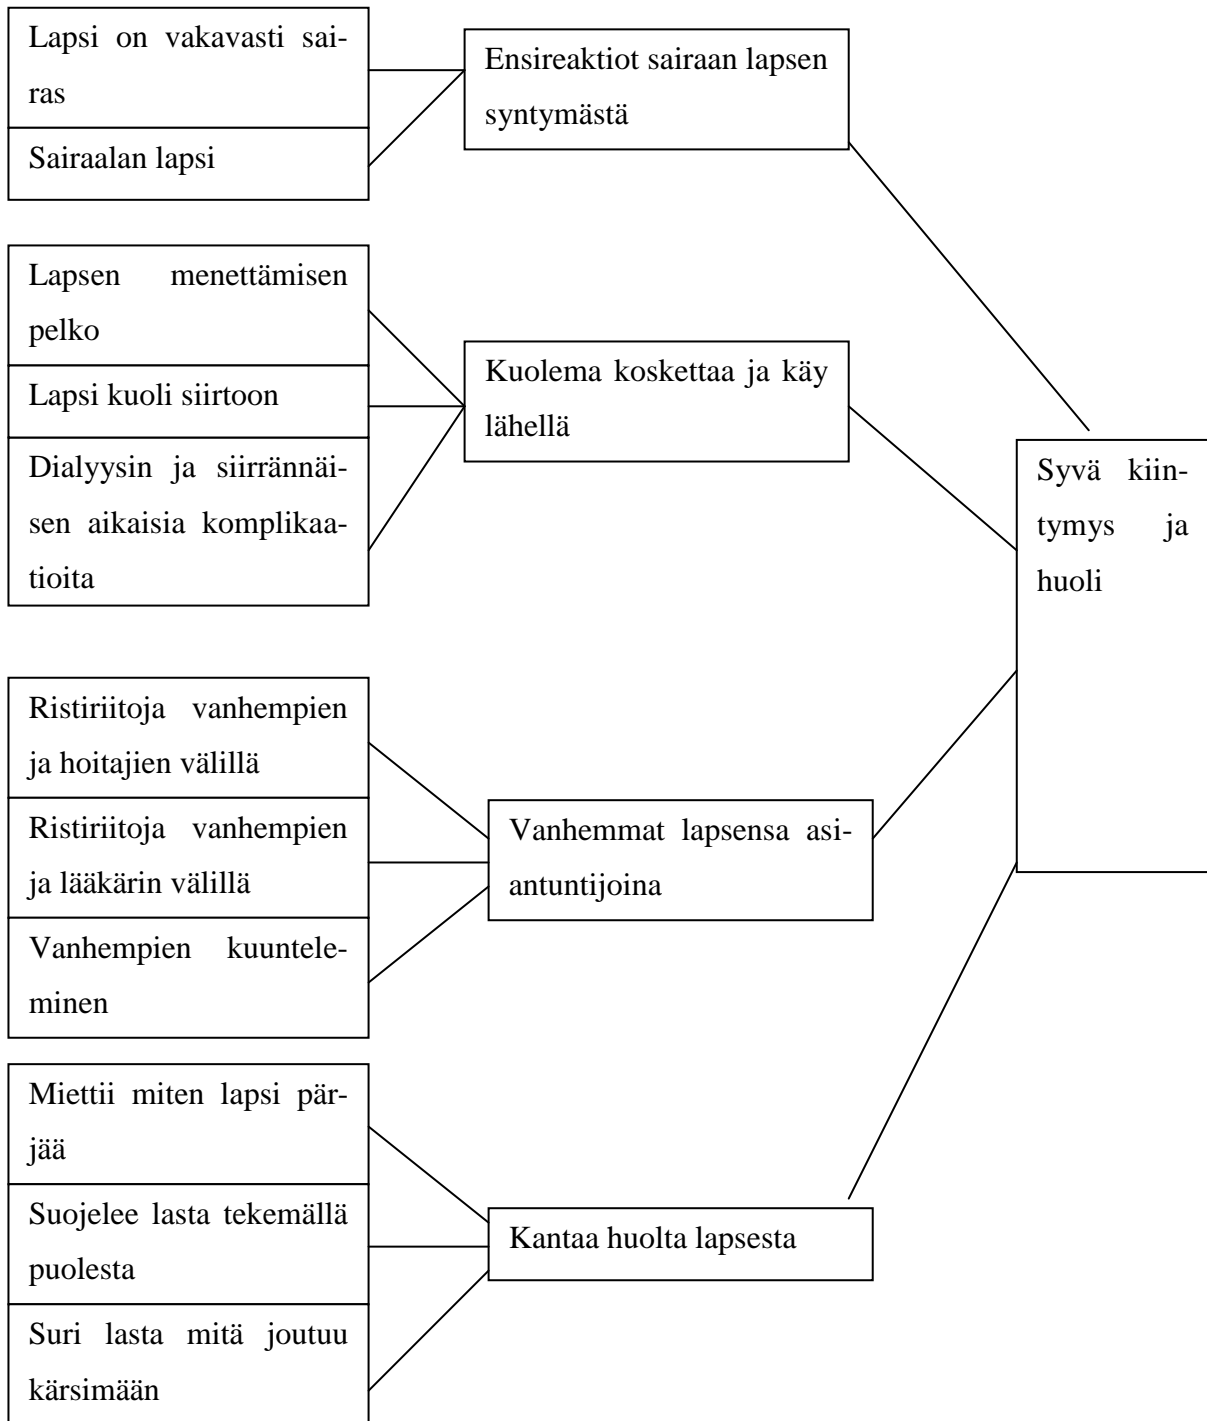 Lapsi on vakavasti sai-
ras
Sairaalan lapsi
Ensireaktiot sairaan lapsen
syntymästä
Lapsen menettämisen
pelko
Lapsi kuoli siirtoon
Dialyysin ja siirrännäi-
sen aikaisia komplikaa-
tioita
Kuolema koskettaa ja käy
lähellä
Ristiriitoja vanhempien
ja hoitajien välillä
Ristiriitoja vanhempien
ja lääkärin välillä
Vanhempien kuuntele-
minen
Vanhemmat lapsensa asi-
antuntijoina
Miettii miten lapsi pär-
jää
Suojelee lasta tekemällä
puolesta
Suri lasta mitä joutuu
kärsimään
Kantaa huolta lapsesta
Syvä kiin-
tymys ja
huoli